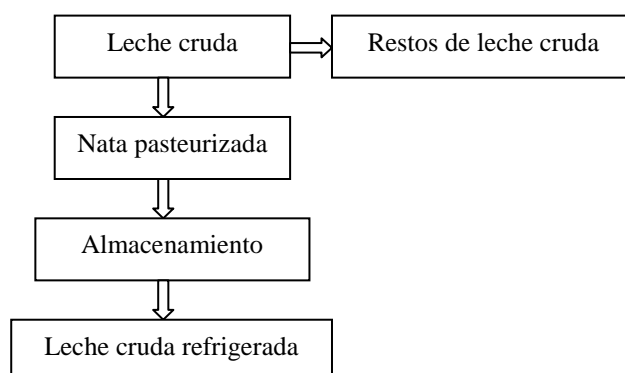 Leche cruda
Restos de leche cruda
Nata pasteurizada
Almacenamiento
Leche cruda refrigerada